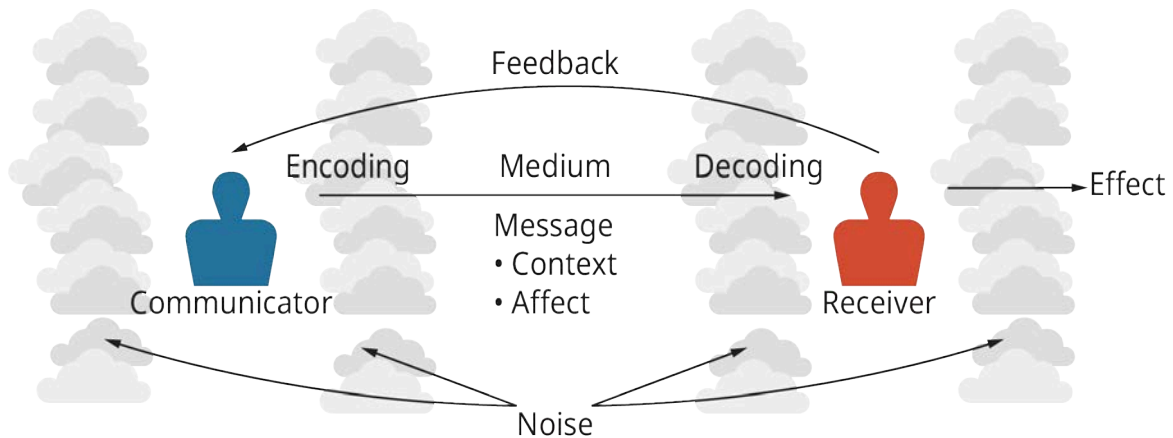 Feedback
Encoding
Medium
Decoding
Effect
Message
• Context
• Affect
Communicator
Receiver
Noise